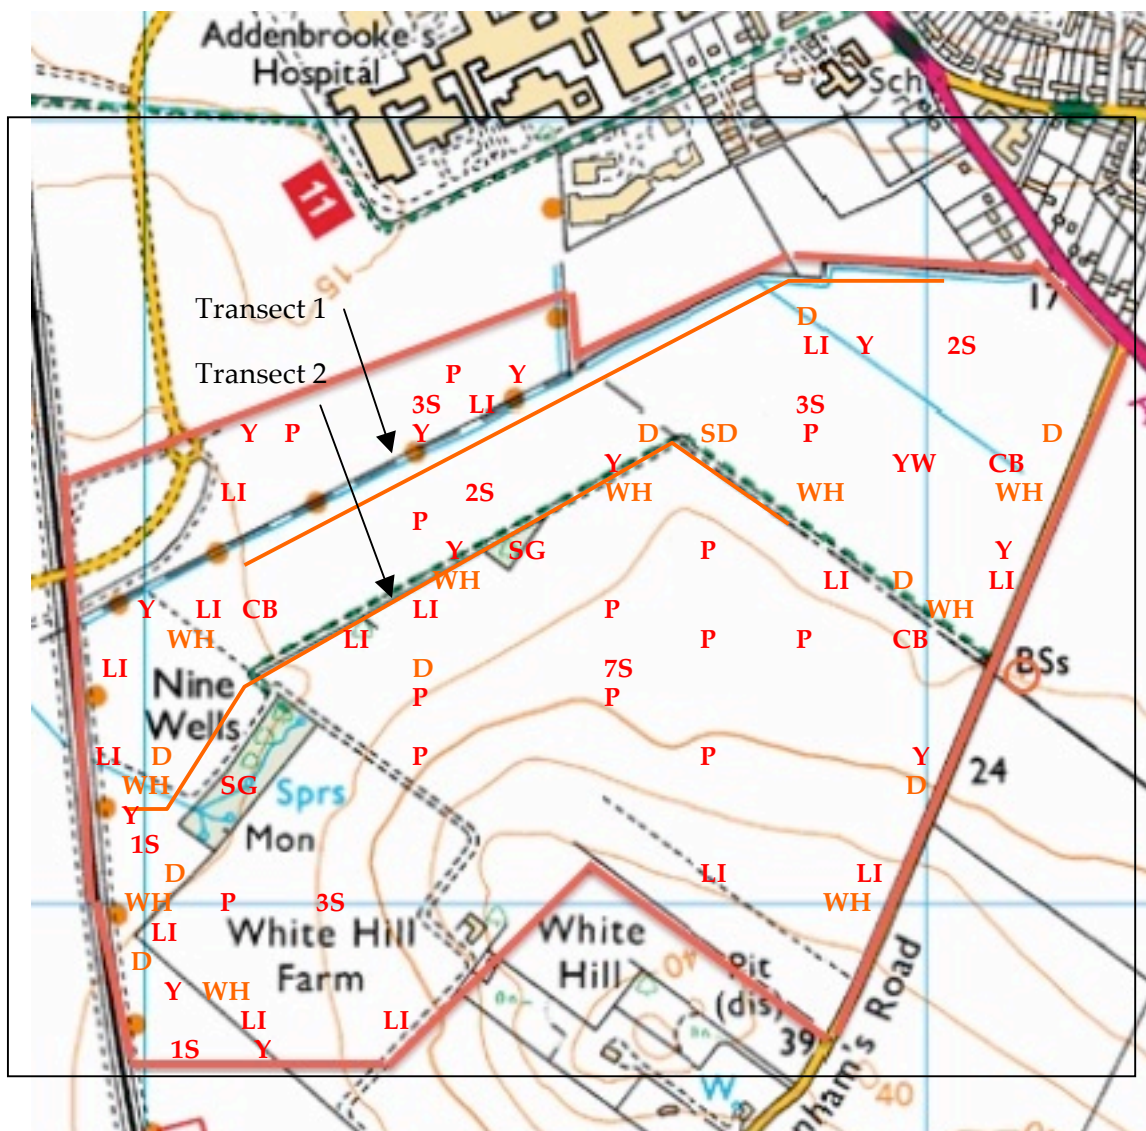 Addenbrooke's
Hospital
Sch
11
15
17
Transect 1
D
LI Y 2S
Transect 2
P Y
3S LI 3S
Y P Y P D SD D
Y YW CB
LI 2S WH WH WH
P
Y SG P Y
WH LI D LI
Y LI CB LI P WH
WH LI P P CB
LI D 7S BSs
Nine P P
Wells
LI D P P Y
WH SG Sprs D 24
Y
1S Mon
D LI LI
WH P 3S WH
LI White Hill White
D Farm Hill 40 Pit
Y WH (dis)
LI LI
1S Y 39
Road
nham's
W
40